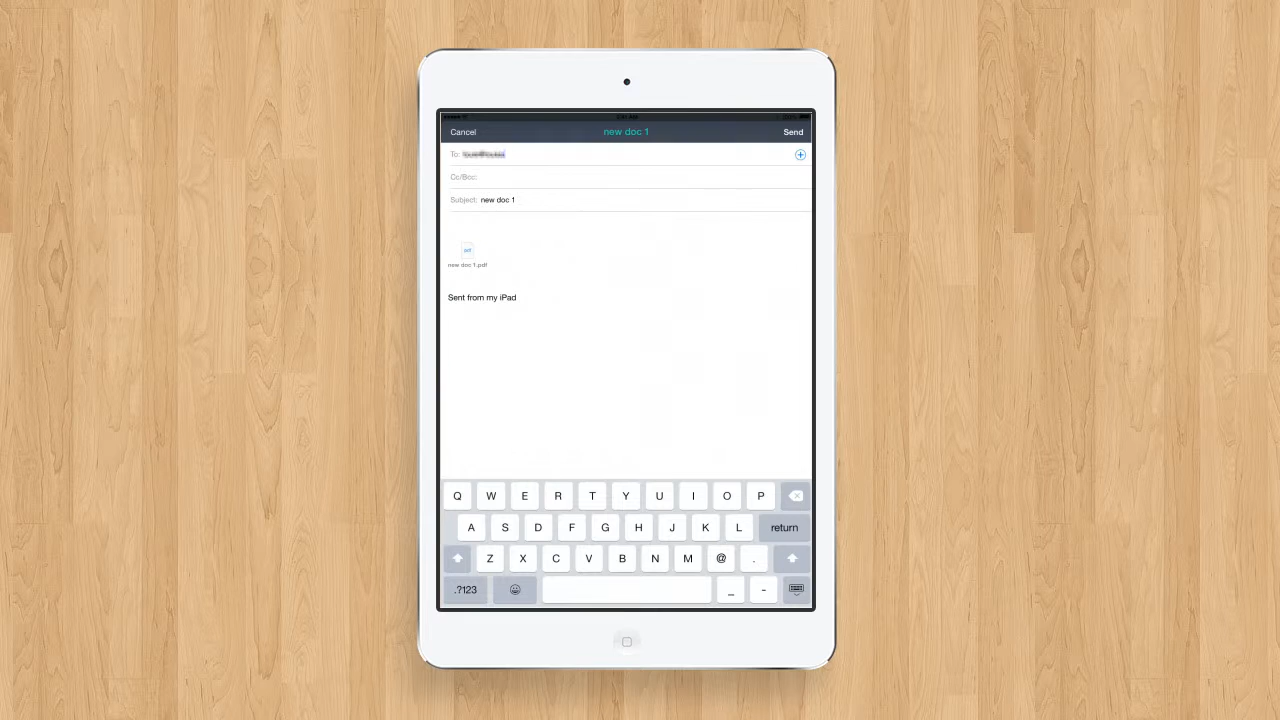 Cancel new doc 1 Send
To:
Cc/Bcc:
Subject: new doc 1
pdf
new doc 1.pdf
Sent from my iPad
Q W E R T Y U I O P
A S D F G H J K L return
Z X C V B N M @ .
.?123 _ -